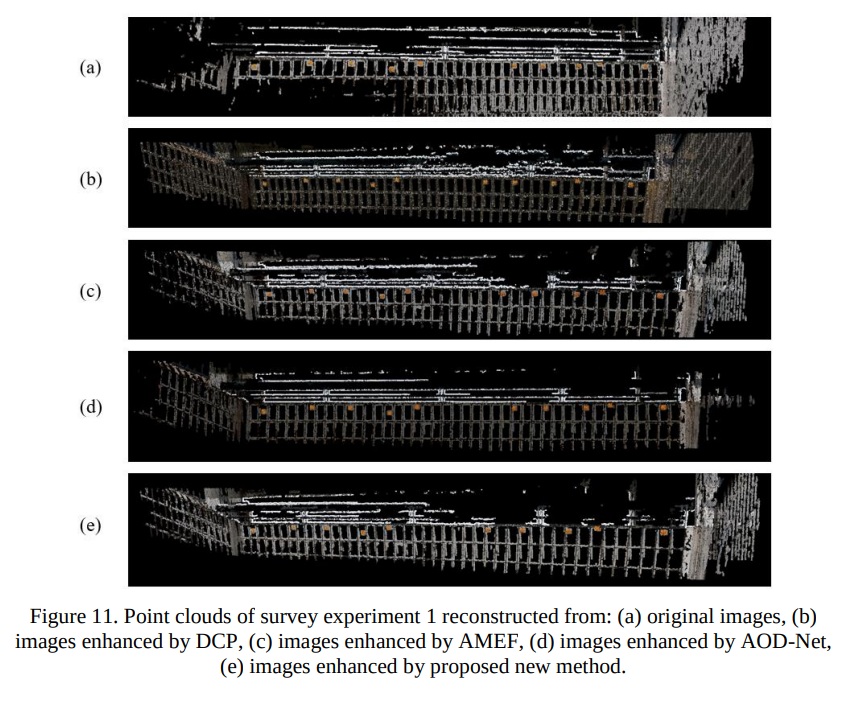 (a)
(b)
(c)
(d)
(e)
Figure 11. Point clouds of survey experiment 1 reconstructed from: (a) original images, (b)
images enhanced by DCP, (c) images enhanced by AMEF, (d) images enhanced by AOD-Net,
(e) images enhanced by proposed new method.